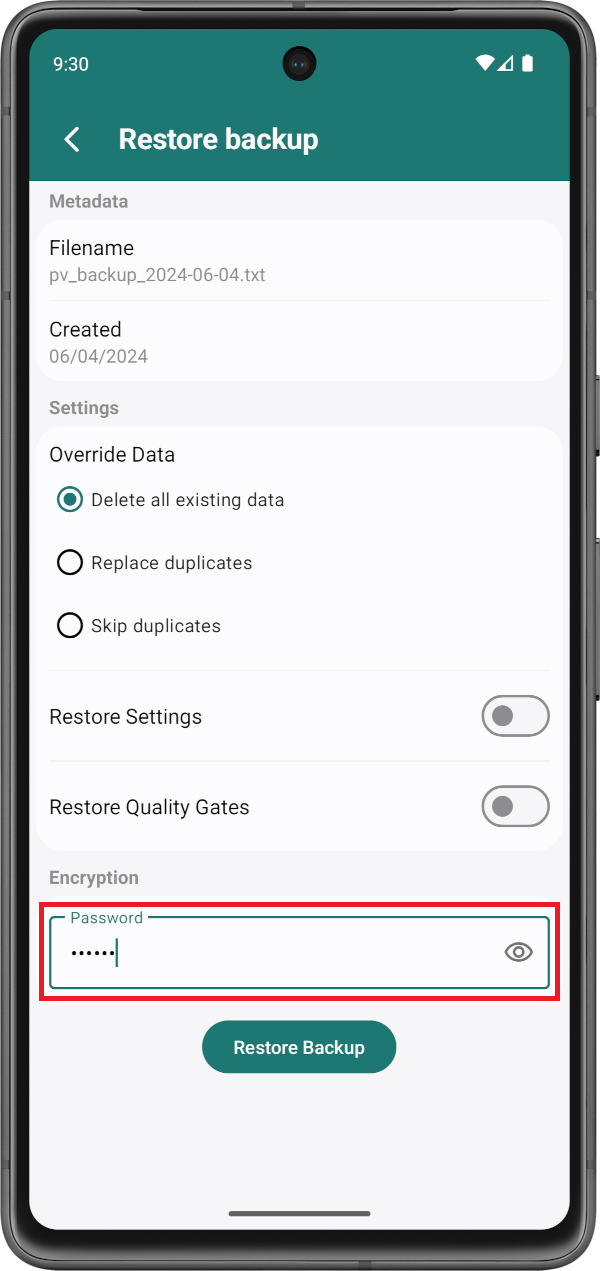 9:30
Restore backup
Metadata
Filename
pv_backup_2024-06-04.txt
Created
06/04/2024
Settings
Override Data
Delete all existing data
Replace duplicates
Skip duplicates
Restore Settings
Restore Quality Gates
Encryption
Password
••••••
Restore Backup